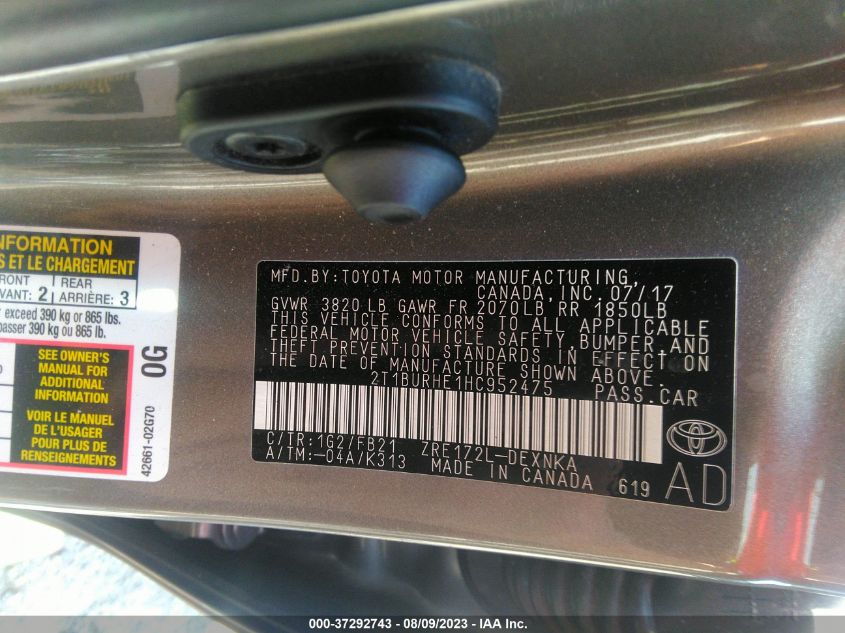 NFORMATION
S ET LE CHARGEMENT
FRONT
VANT: 2
REAR
ARRIÈRE: 3
exceed 390 kg or 865 lbs.
passer 390 kg ou 865 lb.
SEE OWNER'S
MANUAL FOR
ADDITIONAL
INFORMATION
VOIR LE MANUEL
DE L'USAGER
POUR PLUS DE
RENSEIGNEMENTS
0G
42661-02G70
MFD.BY:TOYOTA MOTOR MANUFACTURING,
CANADA, INC. 07/17
GVWR 3820 LB GAWR FR 2070LB RR 1850LB
THIS VEHICLE CONFORMS TO ALL APPLICABLE
FEDERAL MOTOR VEHICLE SAFETY, BUMPER, AND
THEFT PREVENTION STANDARDS IN EFFECT ON
THE DATE OF MANUFACTURE SHOWN ABOVE.
2T1BURHE1HC952475 PASS.CAR
C/TR:1G2/FB21 ZRE172L-DEXNKA
A/TM:-04A/K313 MADE IN CANADA 619
AD
000-37292743 - 08/09/2023 - IAA Inc.